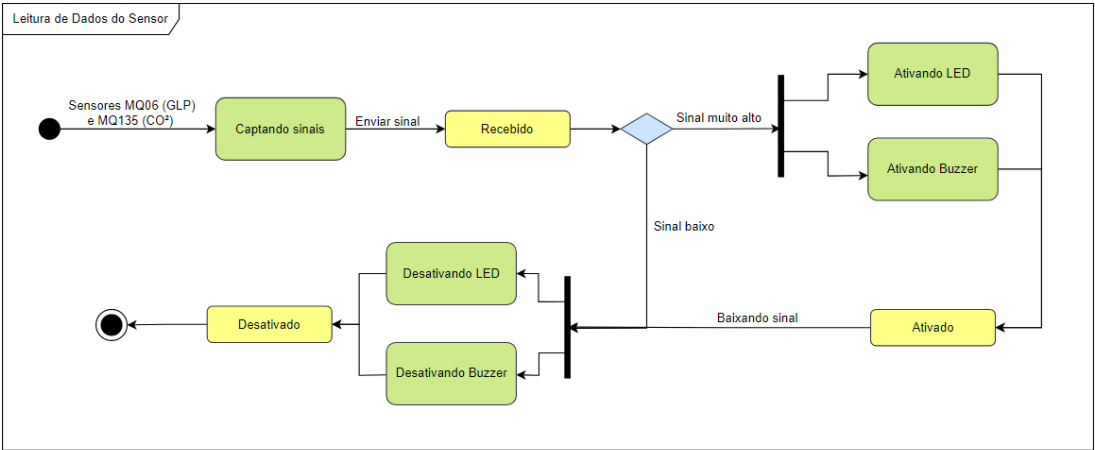 Leitura de Dados do Sensor
Sensores MQ06 (GLP)
e MQ135 (CO²)
Captando sinais
Enviar sinal
Recebido
Sinal muito alto
Ativando LED
Ativando Buzzer
Sinal baixo
Desativando LED
Desativado
Baixando sinal
Ativado
Desativando Buzzer